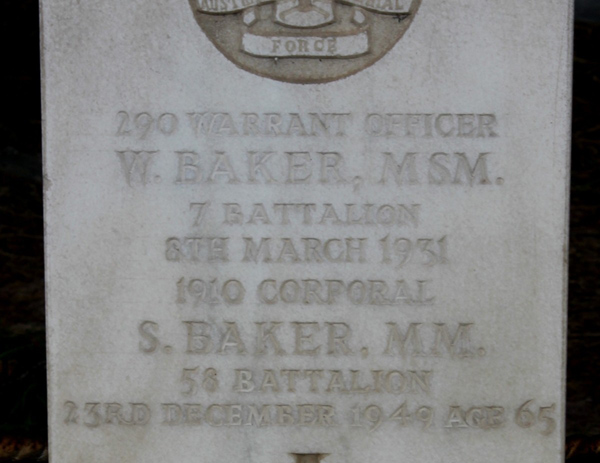 FORCE
290 WARRANT OFFICER
W. BAKER, MSM.
7 BATTALION
8TH MARCH 1931
1910 CORPORAL
S. BAKER, MM.
58 BATTALION
23RD DECEMBER 1949 AGE 65